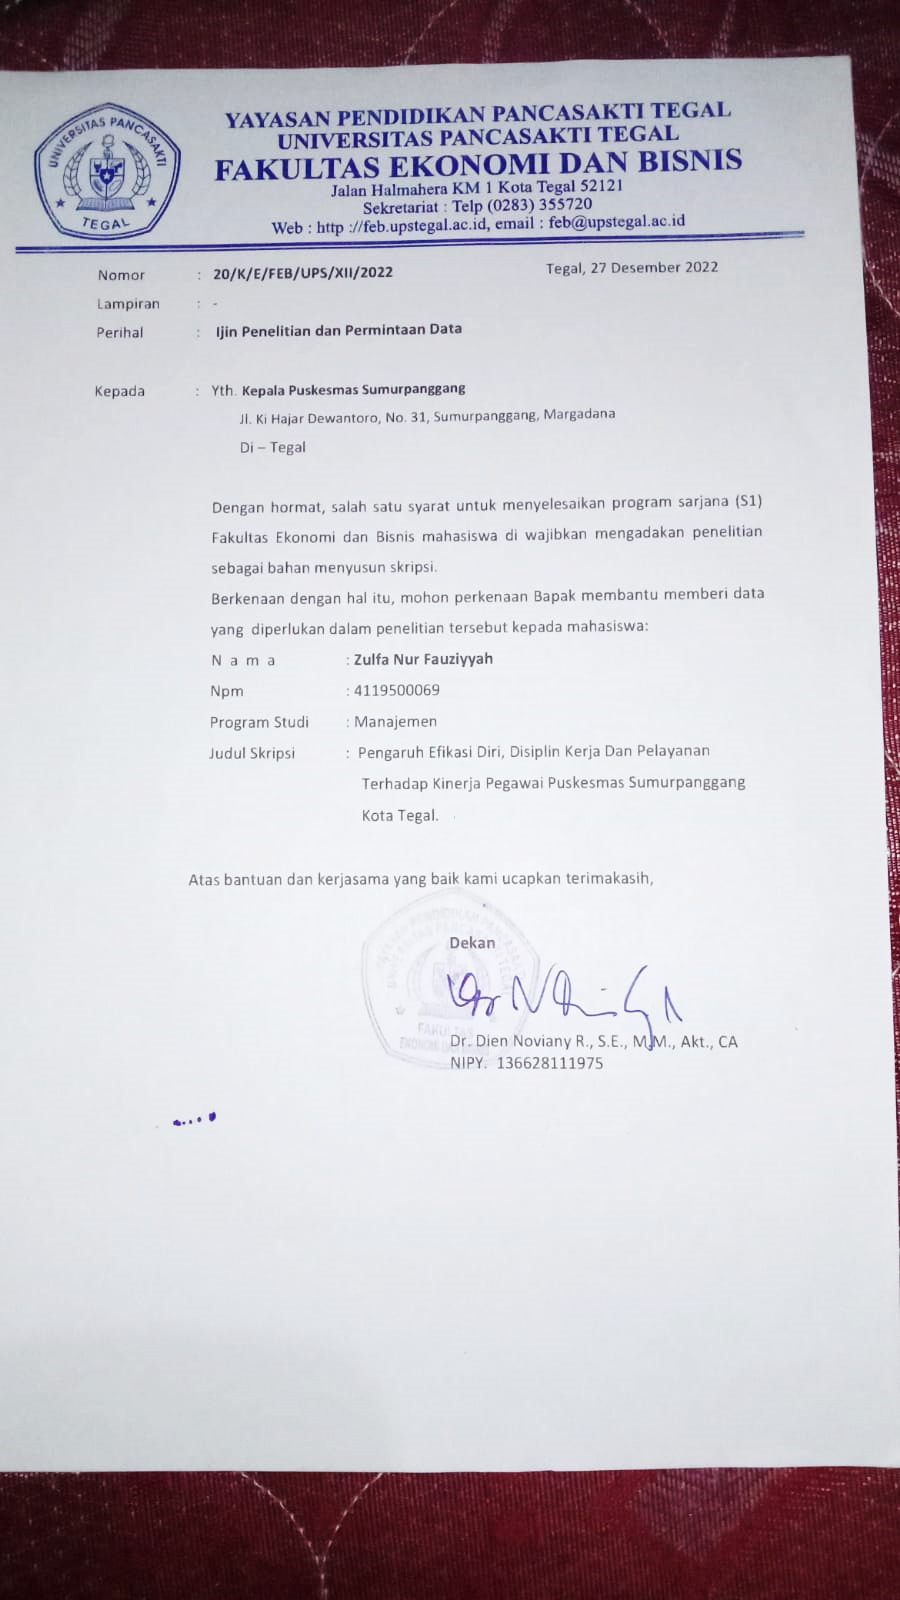 UNIVERSITAS PANCASAKTI
TEGAL
YAYASAN PENDIDIKAN PANCASAKTI TEGAL
UNIVERSITAS PANCASAKTI TEGAL
FAKULTAS EKONOMI DAN BISNIS
Jalan Halmahera KM 1 Kota Tegal 52121
Sekretariat : Telp (0283) 355720
Web : http ://feb.upstegal.ac.id, email : feb@upstegal.ac.id
Nomor : 20/K/E/FEB/UPS/XII/2022 Tegal, 27 Desember 2022
Lampiran : -
Perihal : Ijin Penelitian dan Permintaan Data
Kepada : Yth. Kepala Puskesmas Sumurpanggang
Jl. Ki Hajar Dewantoro, No. 31, Sumurpanggang, Margadana
Di – Tegal
Dengan hormat, salah satu syarat untuk menyelesaikan program sarjana (S1)
Fakultas Ekonomi dan Bisnis mahasiswa di wajibkan mengadakan penelitian
sebagai bahan menyusun skripsi.
Berkenaan dengan hal itu, mohon perkenaan Bapak membantu memberi data
yang diperlukan dalam penelitian tersebut kepada mahasiswa:
N a m a : Zulfa Nur Fauziyyah
Npm : 4119500069
Program Studi : Manajemen
Judul Skripsi : Pengaruh Efikasi Diri, Disiplin Kerja Dan Pelayanan
Terhadap Kinerja Pegawai Puskesmas Sumurpanggang
Kota Tegal.
Atas bantuan dan kerjasama yang baik kami ucapkan terimakasih,
Dekan
Dr. Dien Noviany R., S.E., M.M., Akt., CA
NIPY. 136628111975